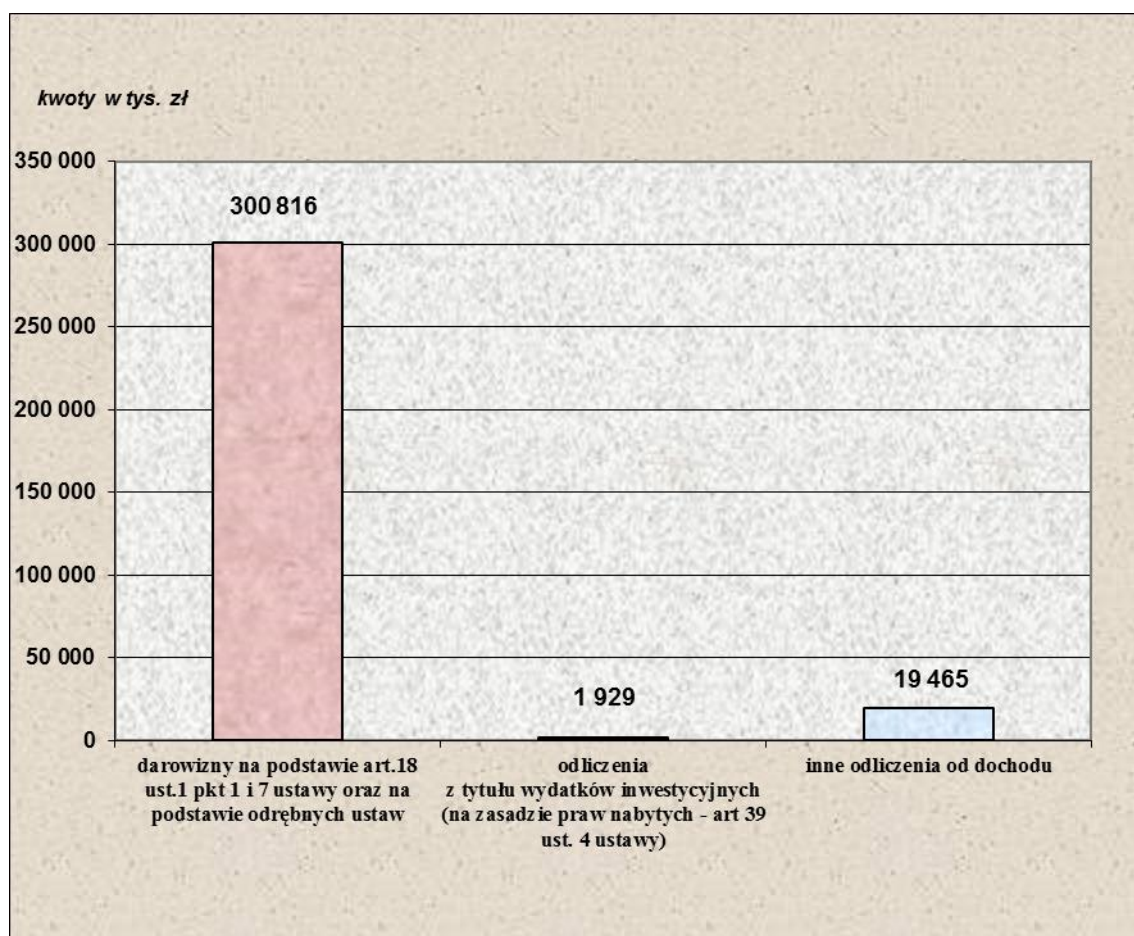 kwoty w tys. zł
350 000
300 000
250 000
200 000
150 000
100 000
50 000
0
300 816
1 929
19 465
darowizny na podstawie art.18
ust.1 pkt 1 i 7 ustawy oraz na
podstawie odrębnych ustaw
odliczenia
z tytułu wydatków inwestycyjnych
(na zasadzie praw nabytych - art 39
ust. 4 ustawy)
inne odliczenia od dochodu